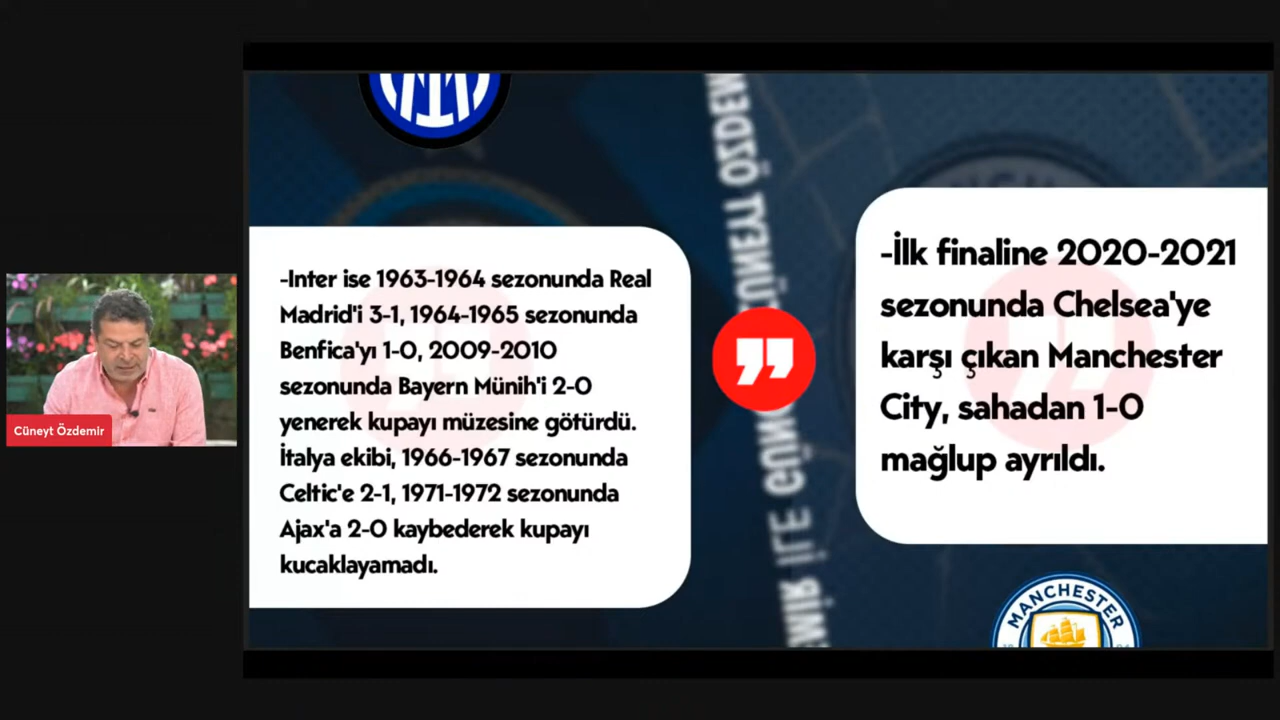 Cüneyt Özdemir
-Inter ise 1963-1964 sezonunda Real
Madrid'i 3-1, 1964-1965 sezonunda
Benfica'yı 1-0, 2009-2010
sezonunda Bayern Münih'i 2-0
yenerek kupayı müzesine götürdü.
İtalya ekibi, 1966-1967 sezonunda
Celtic'e 2-1, 1971-1972 sezonunda
Ajax'a 2-0 kaybederek kupayı
kucaklayamadı.
-İlk finaline 2020-2021
sezonunda Chelsea'ye
karşı çıkan Manchester
City, sahadan 1-0
mağlup ayrıldı.
MANCHESTER